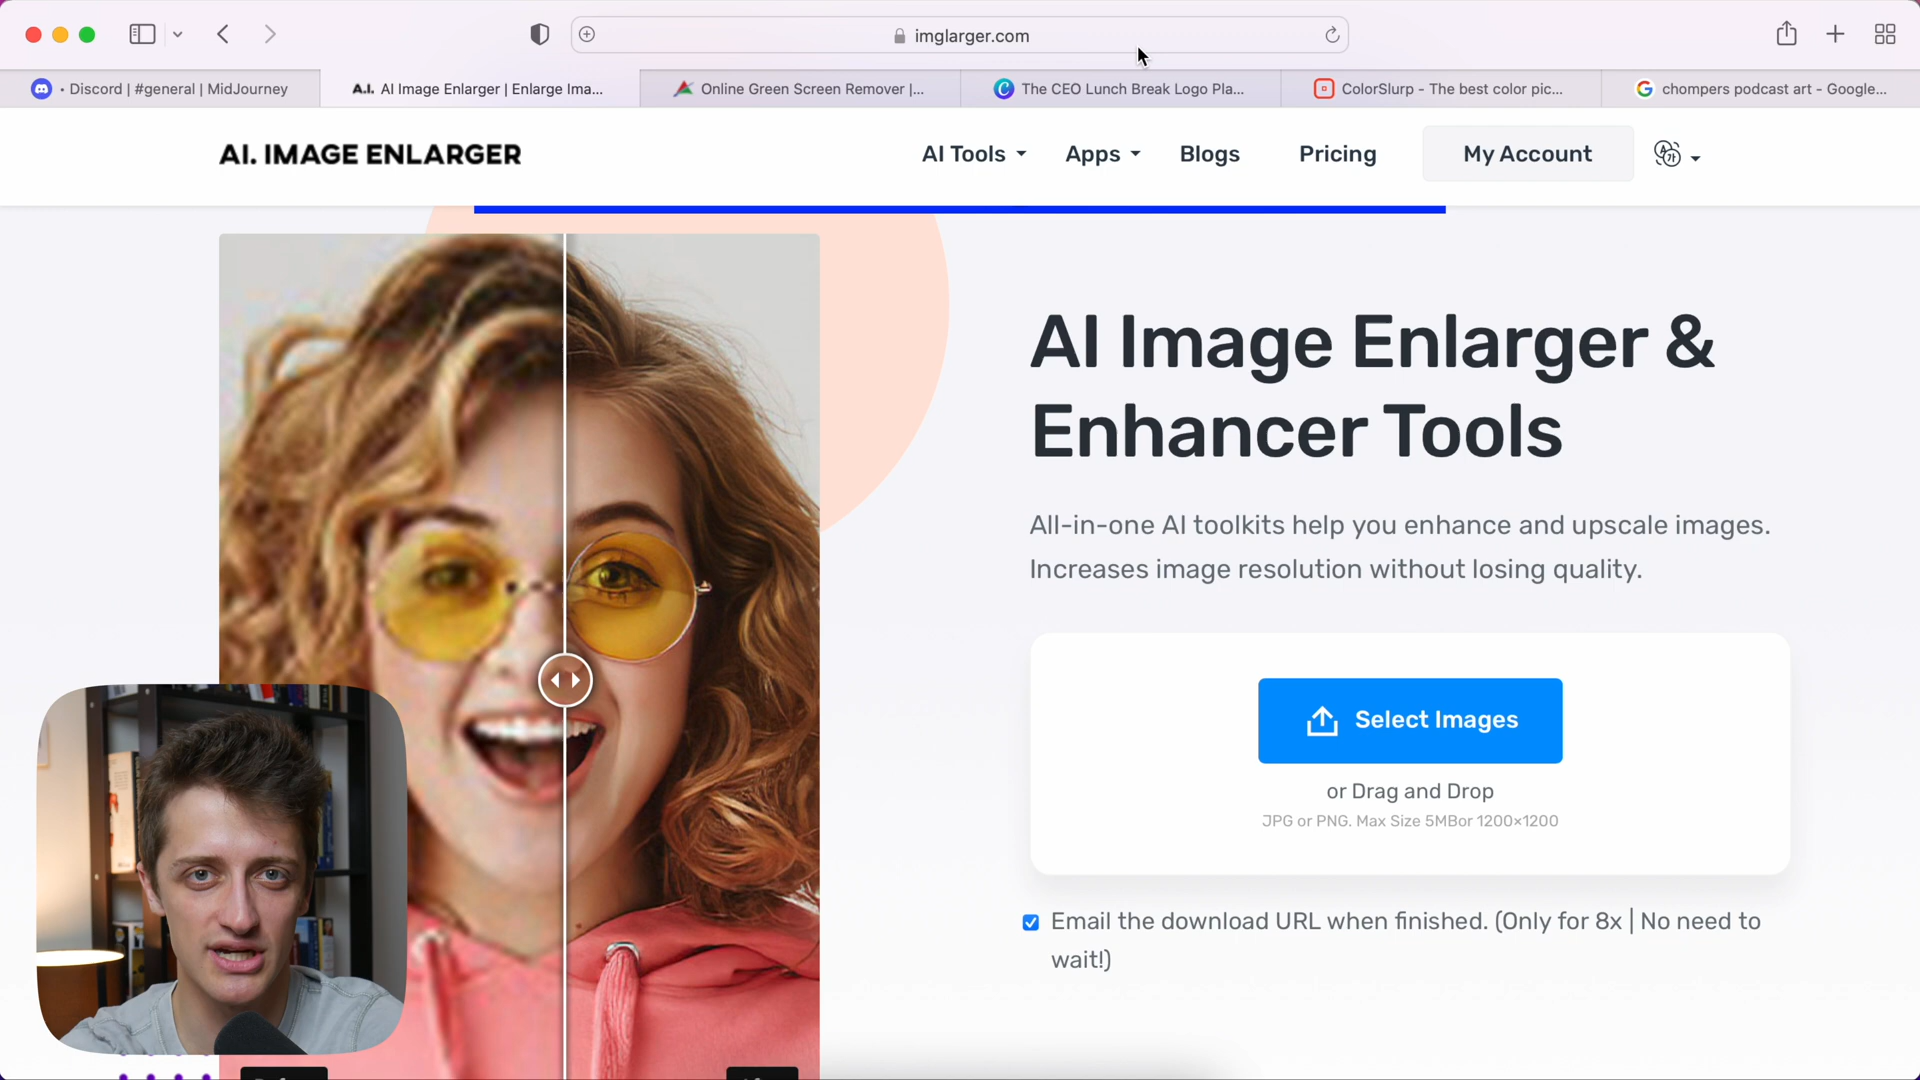 imglarger.com
• Discord | #general | MidJourney
A.I. AI Image Enlarger | Enlarge Ima...
Online Green Screen Remover |...
The CEO Lunch Break Logo Pla...
ColorSlurp - The best color pic...
chompers podcast art - Google...
AI. IMAGE ENLARGER
AI Tools
Apps
Blogs
Pricing
My Account
AI Image Enlarger &
Enhancer Tools
All-in-one AI toolkits help you enhance and upscale images.
Increases image resolution without losing quality.
Select Images
or Drag and Drop
JPG or PNG. Max Size 5MBor 1200×1200
Email the download URL when finished. (Only for 8x | No need to
wait!)